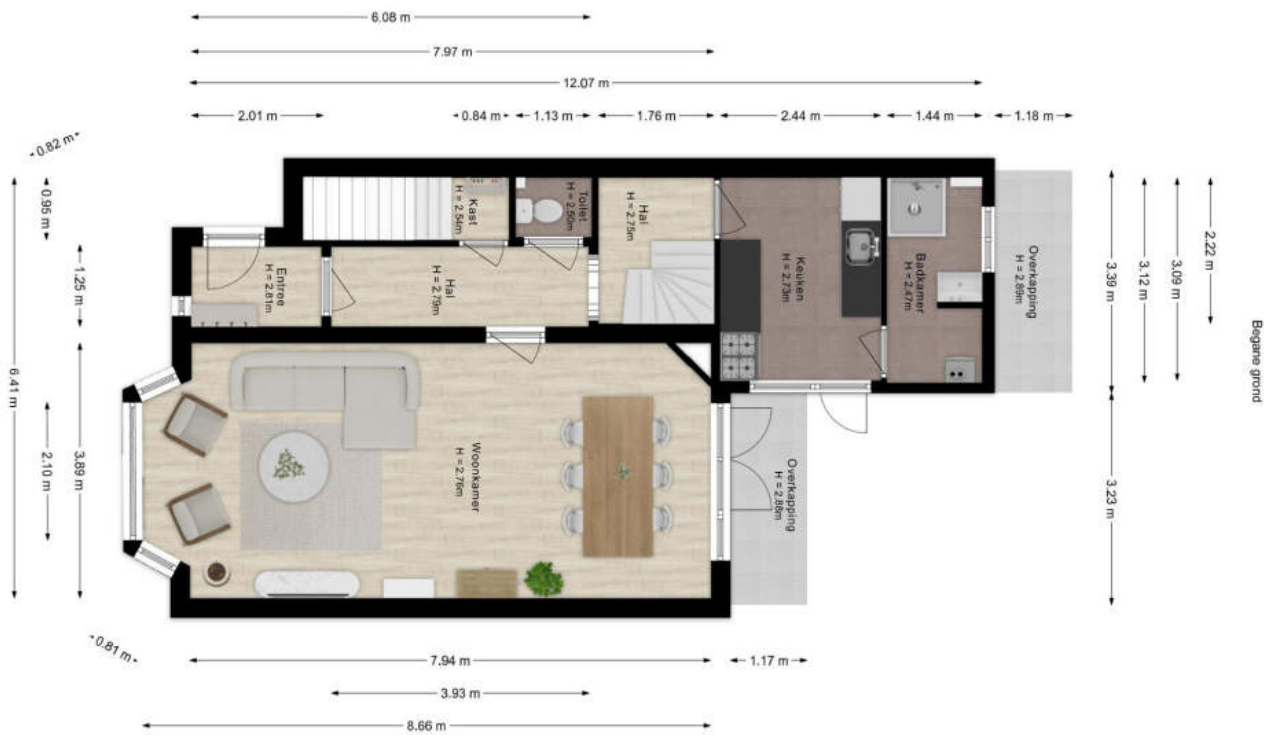 6.08 m
7.97 m
12.07 m
2.01 m
0.84 m
1.13 m
1.76 m
2.44 m
1.44 m
1.18 m
0.82 m
0.95 m
1.25 m
6.41 m
2.10 m
3.89 m
0.81 m
Kast
H = 2.54m
Toilet
H = 2.50m
Hal
H = 2.75m
Entree
H = 2.81m
Hal
H = 2.79m
Keuken
H = 2.73m
Badkamer
H = 2.47m
Overkapping
H = 2.89m
Woonkamer
H = 2.76m
Overkapping
H = 2.88m
3.39 m
3.12 m
3.09 m
2.22 m
3.23 m
Begane grond
7.94 m
1.17 m
3.93 m
8.66 m